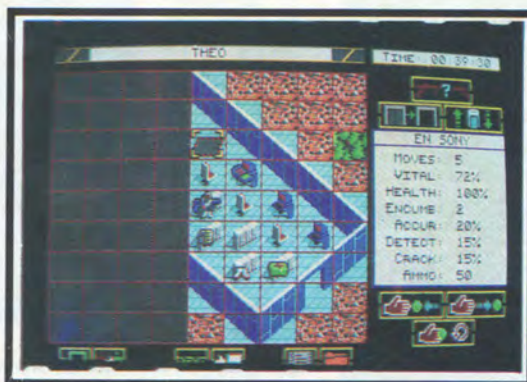 THEO
TIME: 00:39:30
?
EN SONY
MOVES: 5
VITAL: 72%
HEALTH: 100%
ENCUMB: 2
ACCUR: 20%
DETECT: 15%
CRACK: 15%
AMMO: 50